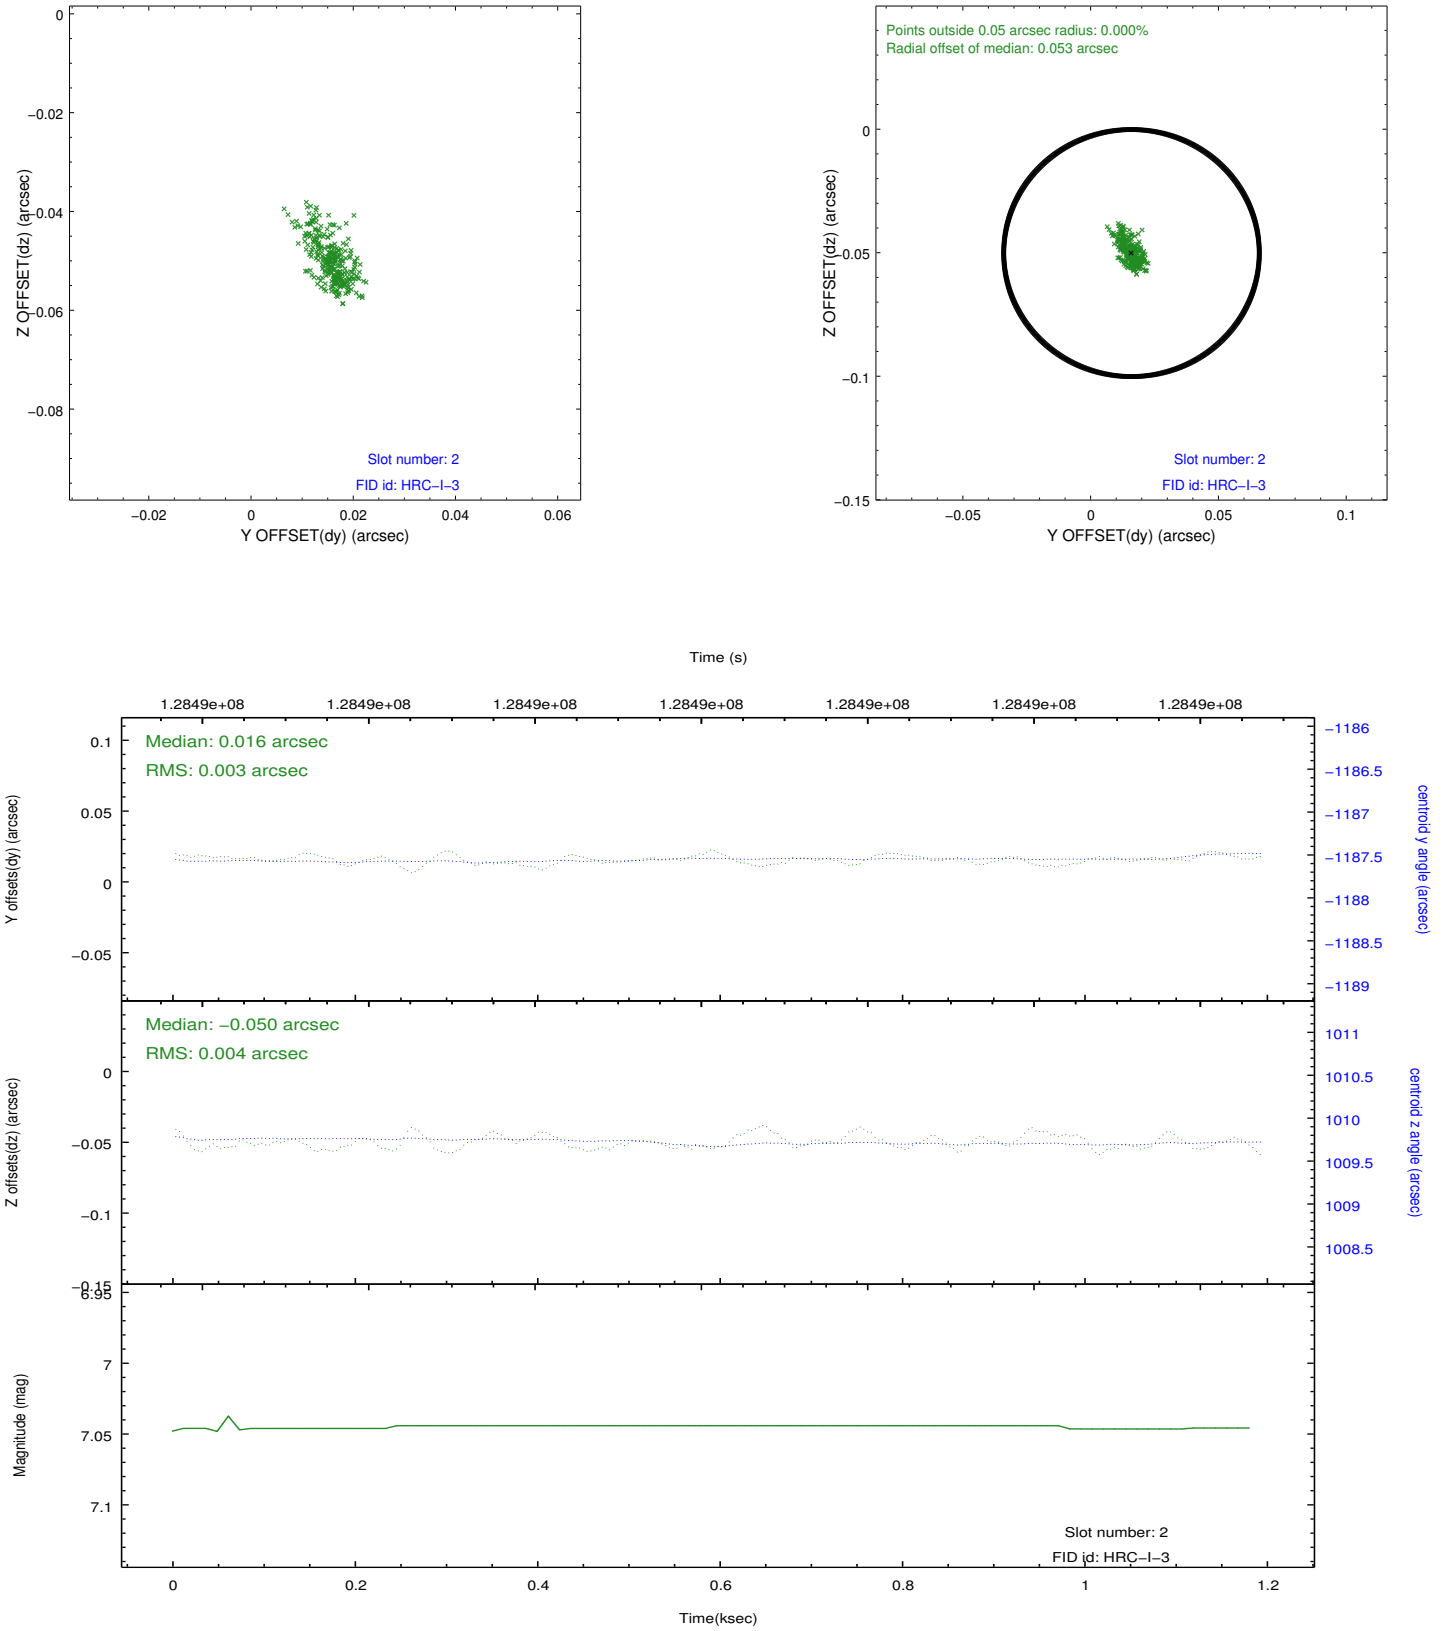 0
−0.02
−0.04
−0.06
−0.08
Z OFFSET(dz) (arcsec)
Slot number: 2
FID id: HRC−I−3
−0.02 0 0.02 0.04 0.06
Y OFFSET(dy) (arcsec)
Points outside 0.05 arcsec radius: 0.000%
Radial offset of median: 0.053 arcsec
0
−0.05
−0.1
−0.15
Z OFFSET(dz) (arcsec)
Slot number: 2
FID id: HRC−I−3
−0.05 0 0.05 0.1
Y OFFSET(dy) (arcsec)
Time (s)
1.2849e+08 1.2849e+08 1.2849e+08 1.2849e+08 1.2849e+08 1.2849e+08 1.2849e+08
Median: 0.016 arcsec
RMS: 0.003 arcsec
0.1
0.05
0
−0.05
Y offsets(dy) (arcsec)
−1186
−1186.5
−1187
−1187.5
−1188
−1188.5
−1189
centroid y angle (arcsec)
Median: −0.050 arcsec
RMS: 0.004 arcsec
0
−0.05
−0.1
−0.15
Z offsets(dz) (arcsec)
1011
1010.5
1010
1009.5
1009
1008.5
centroid z angle (arcsec)
6.95
7
7.05
7.1
Magnitude (mag)
Slot number: 2
FID id: HRC−I−3
0 0.2 0.4 0.6 0.8 1 1.2
Time(ksec)